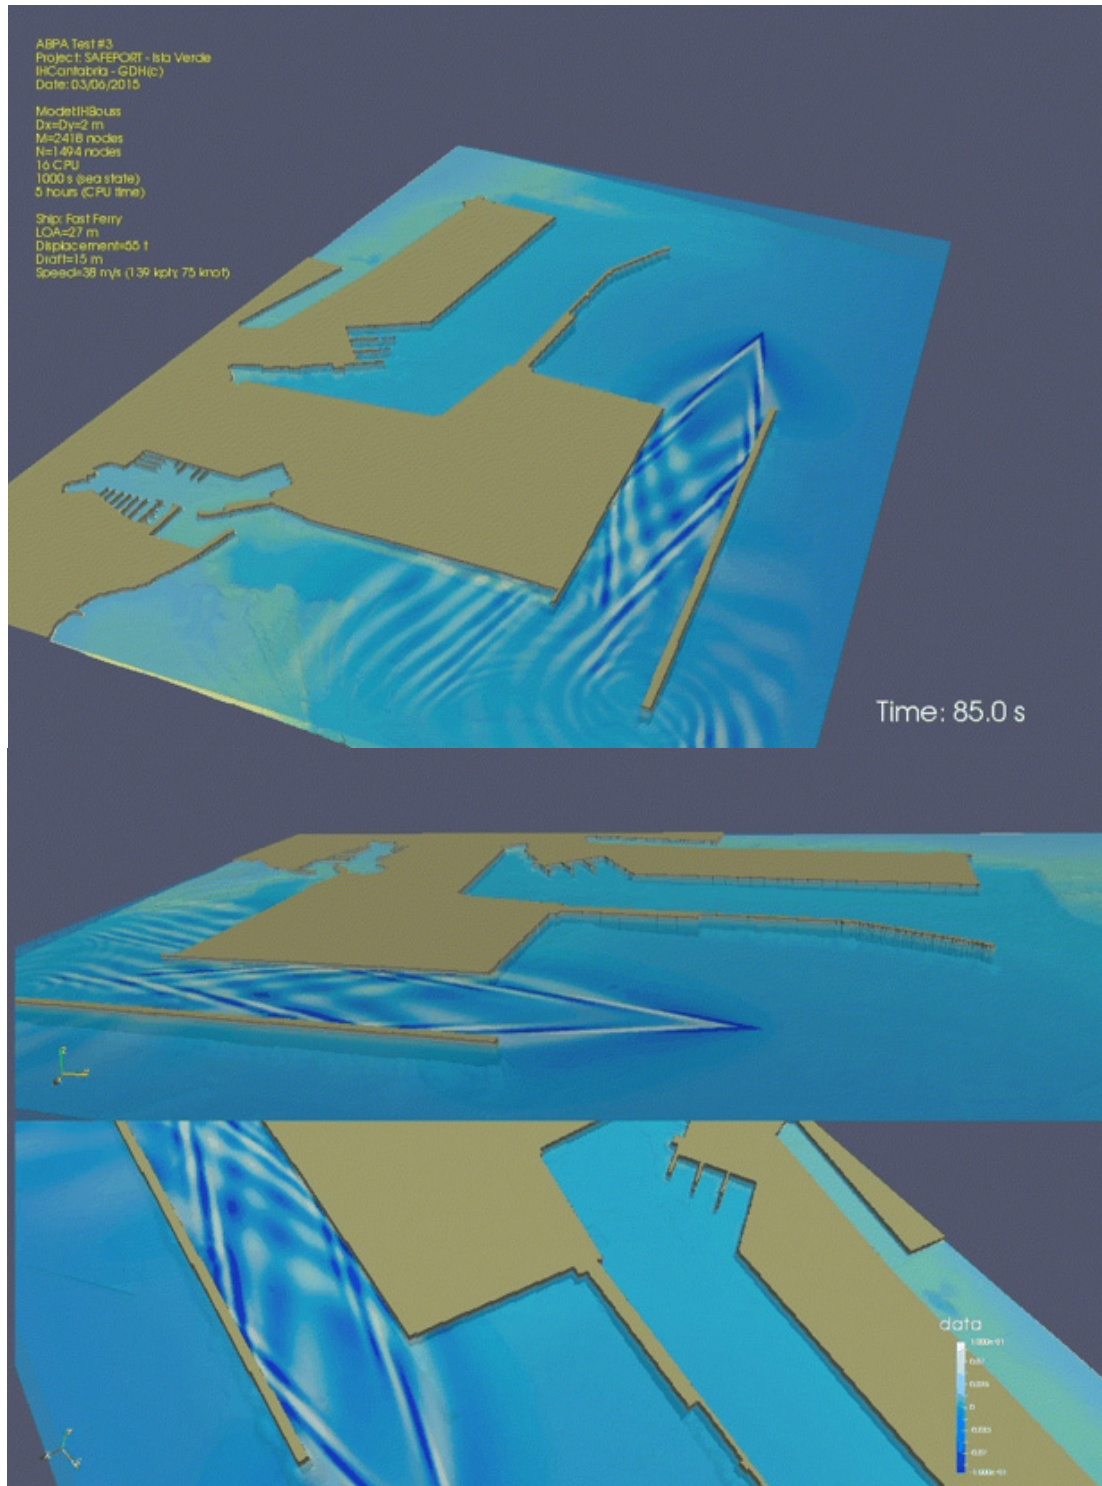 ABPA Test #3
Project: SAFEPORT - Isla Verde
IHCantabria - GDH(c)
Date: 03/06/2015
Model:IHBouss
Dx=Dy=2 m
M=2418 nodes
N=1494 nodes
16 CPU
1000 s (sea state)
5 hours (CPU time)
Ship: Fast Ferry
LOA=27 m
Displacement=55 t
Draft=15 m
Speed=38 m/s (139 kph; 75 knot)
Time: 85.0 s
data
0